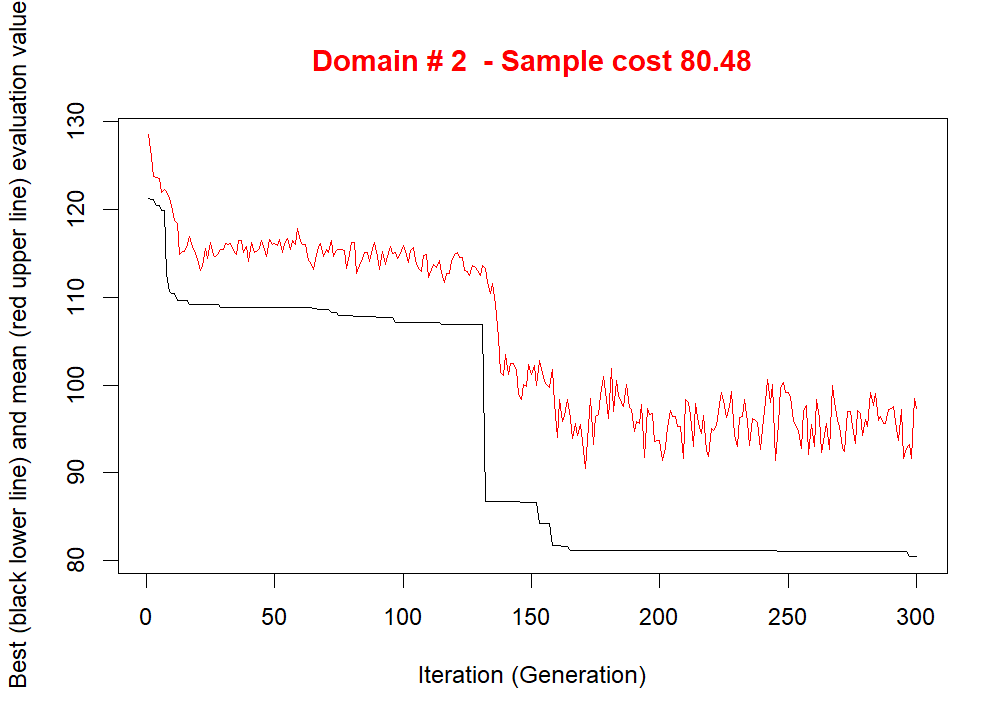 Domain # 2  - Sample cost 80.48
Best (black lower line) and mean (red upper line) evaluation value
130
120
110
100
90
80
0 50 100 150 200 250 300
Iteration (Generation)